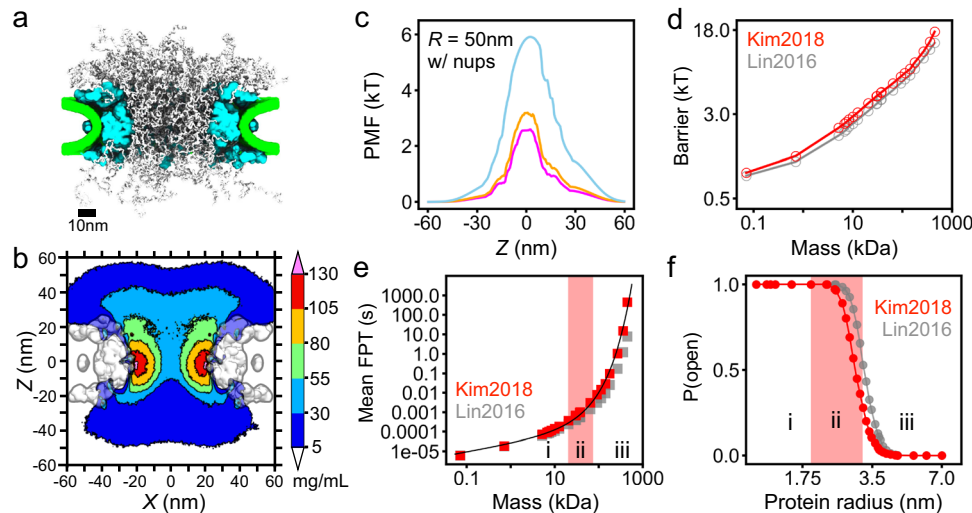 a
10nm
b
60
40
20
0
-20
-40
-60
Z (nm)
-60 -40 -20 0 20 40 60
X (nm)
130
105
80
55
30
5
mg/mL
c
R = 50nm
w/ nups
6
4
2
0
PMF (kT)
-60 -30 0 30 60
Z (nm)
d
Kim2018
Lin2016
18.0
3.0
0.5
Barrier (kT)
0.1 10 1000
Mass (kDa)
e
1000.0
100.0
10.0
1.0
0.1
0.01
0.001
0.0001
1e-05
Mean FPT (s)
Kim2018
Lin2016
i ii iii
0.1 10 1000
Mass (kDa)
f
Kim2018
Lin2016
1.0
0.5
0.0
P(open)
i ii iii
1.75 3.5 7.0
Protein radius (nm)